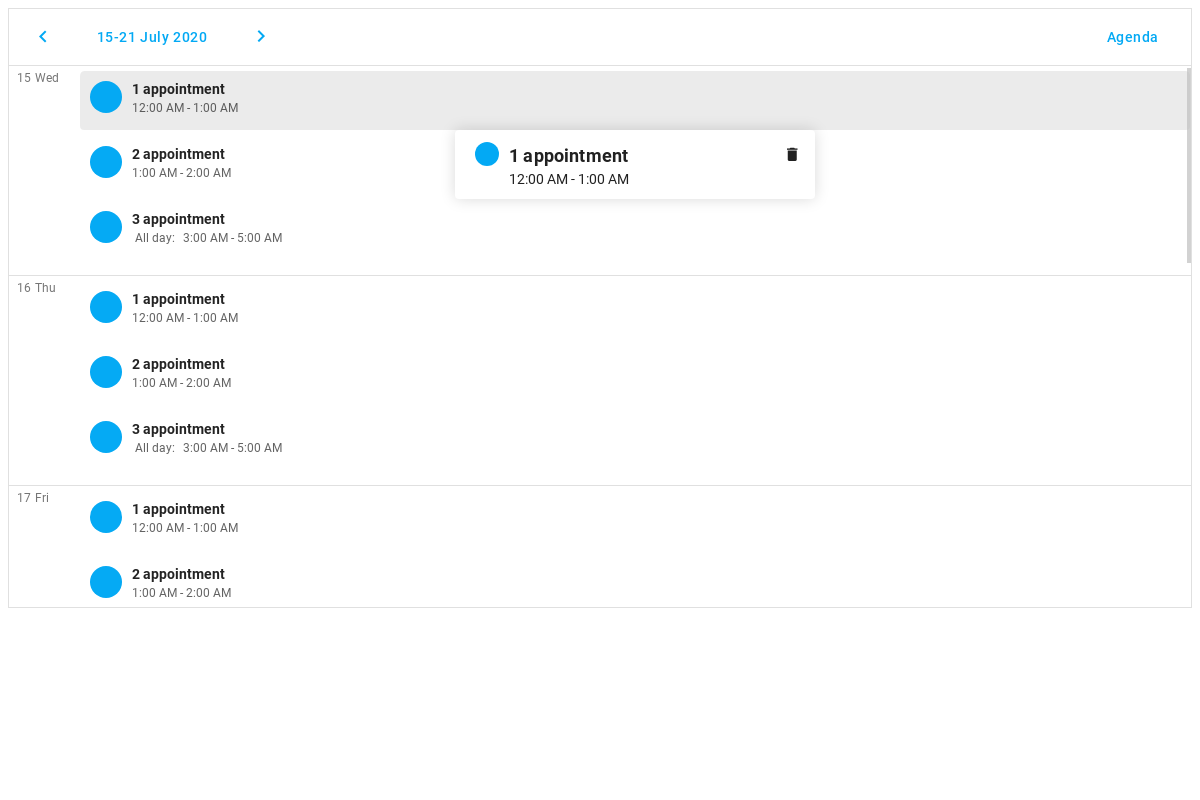 15-21 July 2020
Agenda
15 Wed
1 appointment
12:00 AM - 1:00 AM
2 appointment
1:00 AM - 2:00 AM
1 appointment
12:00 AM - 1:00 AM
3 appointment
All day: 3:00 AM - 5:00 AM
16 Thu
1 appointment
12:00 AM - 1:00 AM
2 appointment
1:00 AM - 2:00 AM
3 appointment
All day: 3:00 AM - 5:00 AM
17 Fri
1 appointment
12:00 AM - 1:00 AM
2 appointment
1:00 AM - 2:00 AM